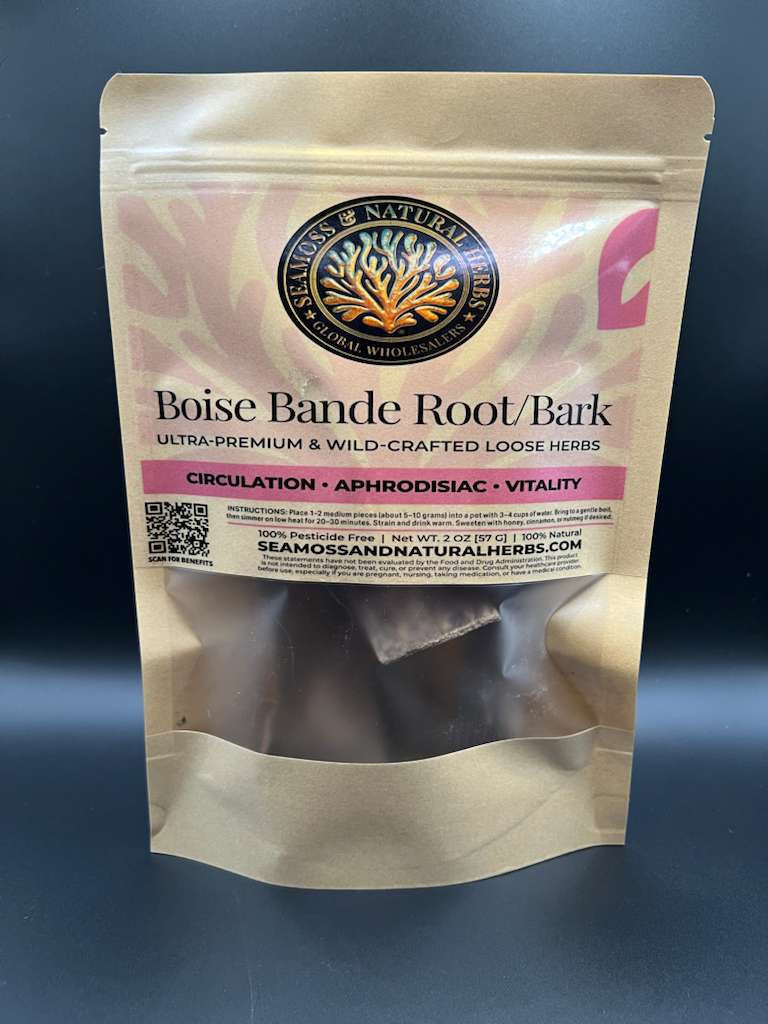 SEAMOSS & NATURAL HERBS
★ GLOBAL WHOLESALERS ★
Boise Bande Root/Bark
ULTRA-PREMIUM & WILD-CRAFTED LOOSE HERBS
CIRCULATION • APHRODISIAC • VITALITY
INSTRUCTIONS: Place 1-2 medium pieces (about 5–10 grams) into a pot with 3–4 cups of water. Bring to a gentle boil,
then simmer on low heat for 20–30 minutes. Strain and drink warm. Sweeten with honey, cinnamon, or nutmeg if desired.
100% Pesticide Free | Net WT. 2 OZ [57 G] | 100% Natural
SEAMOSSANDNATURALHERBS.COM
SCAN FOR BENEFITS
These statements have not been evaluated by the Food and Drug Administration. This product
is not intended to diagnose, treat, cure, or prevent any disease. Consult your healthcare provider
before use, especially if you are pregnant, nursing, taking medication, or have a medical condition.